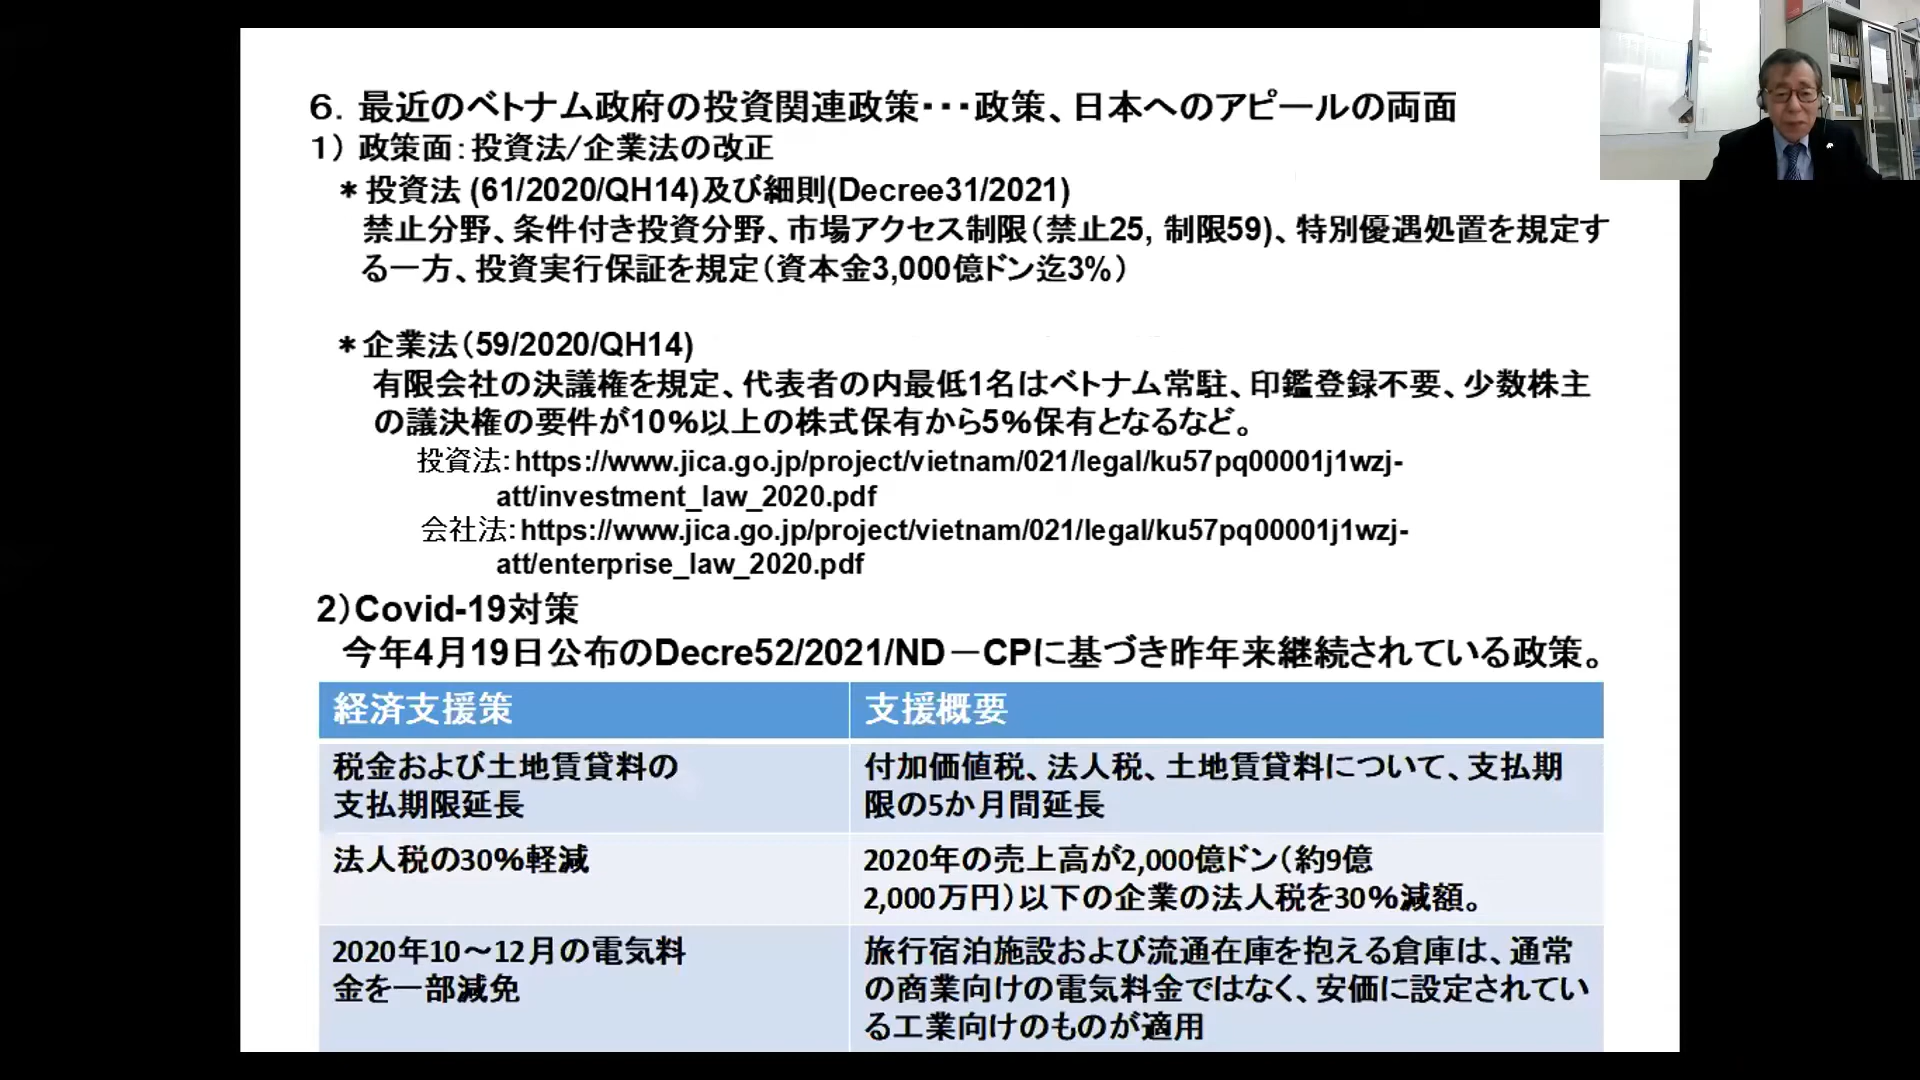 ６．最近のベトナム政府の投資関連政策･･･政策、日本へのアピールの両面
１）政策面：投資法/企業法の改正
＊投資法 (61/2020/QH14)及び細則(Decree31/2021)
禁止分野、条件付き投資分野、市場アクセス制限（禁止25, 制限59)、特別優遇処置を規定す
る一方、投資実行保証を規定（資本金3,000億ドン迄3%）
＊企業法（59/2020/QH14)
有限会社の決議権を規定、代表者の内最低1名はベトナム常駐、印鑑登録不要、少数株主
の議決権の要件が10%以上の株式保有から5%保有となるなど。
投資法：https://www.jica.go.jp/project/vietnam/021/legal/ku57pq00001j1wzj-
att/investment_law_2020.pdf
会社法：https://www.jica.go.jp/project/vietnam/021/legal/ku57pq00001j1wzj-
att/enterprise_law_2020.pdf
2）Covid-19対策
今年4月19日公布のDecre52/2021/ND－CPに基づき昨年来継続されている政策。
経済支援策
支援概要
税金および土地賃貸料の
支払期限延長
付加価値税、法人税、土地賃貸料について、支払期
限の5か月間延長
法人税の30%軽減
2020年の売上高が2,000億ドン（約9億
2,000万円）以下の企業の法人税を30%減額。
2020年10～12月の電気料
金を一部減免
旅行宿泊施設および流通在庫を抱える倉庫は、通常
の商業向けの電気料金ではなく、安価に設定されてい
る工業向けのものが適用